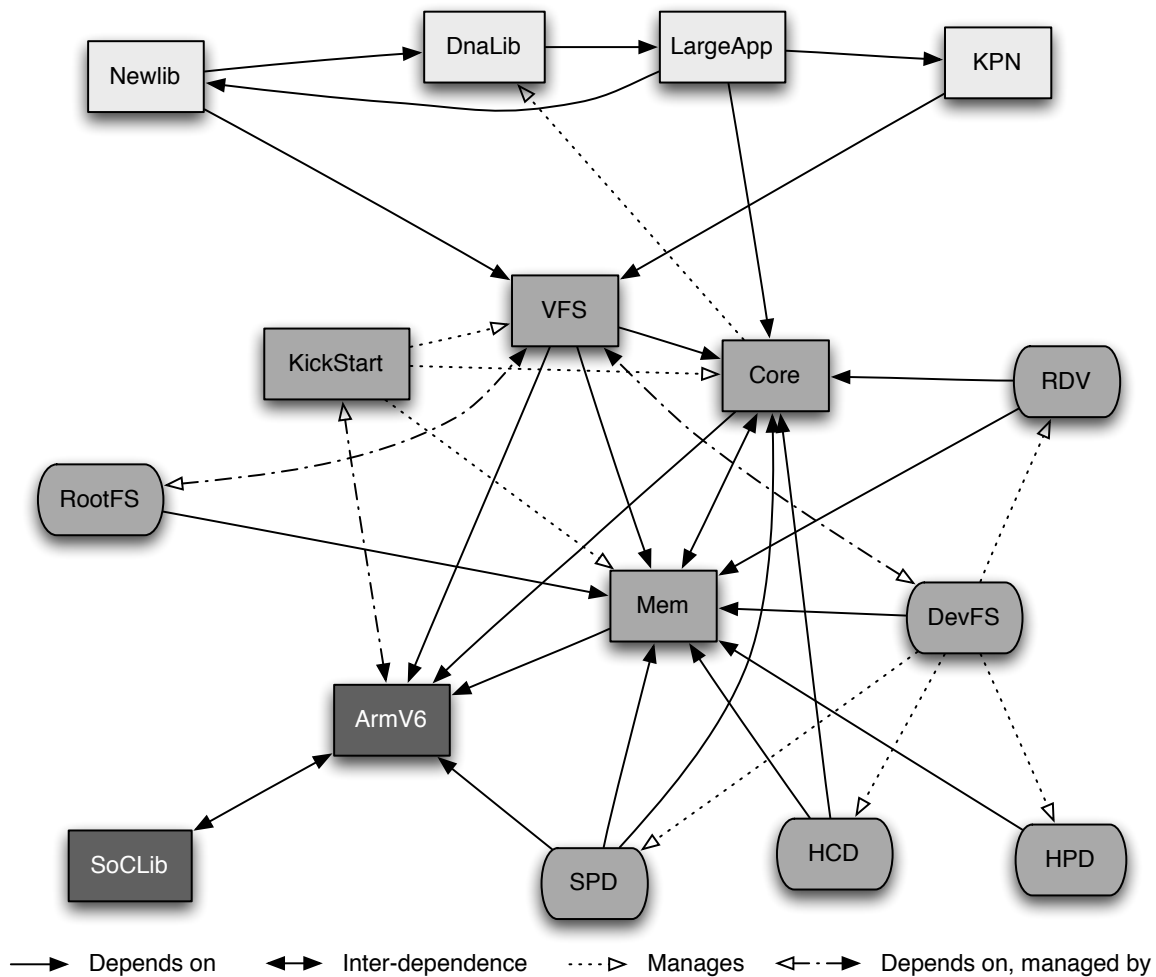 DnaLib
LargeApp
KPN
Newlib
VFS
KickStart
Core
RDV
RootFS
Mem
DevFS
ArmV6
SoCLib
SPD
HCD
HPD
Depends on
Inter-dependence
Manages
Depends on, managed by